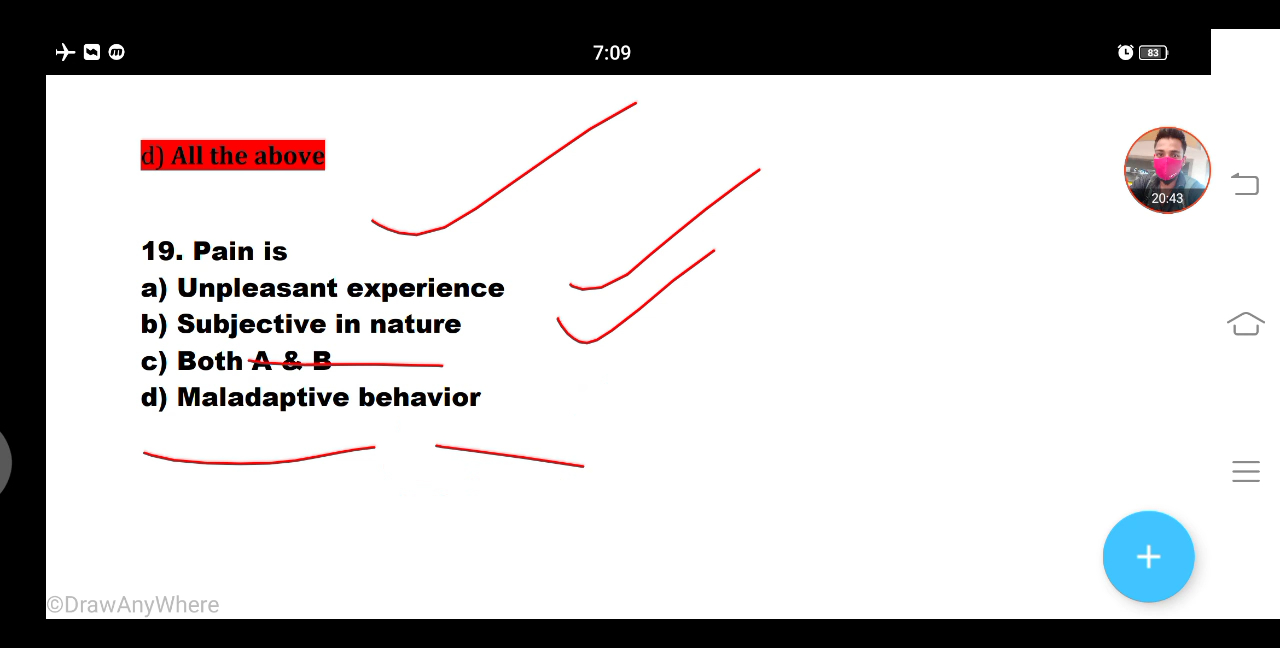 7:09
83
d) All the above
20:43
19. Pain is
a) Unpleasant experience
b) Subjective in nature
c) Both A & B
d) Maladaptive behavior
©DrawAnyWhere